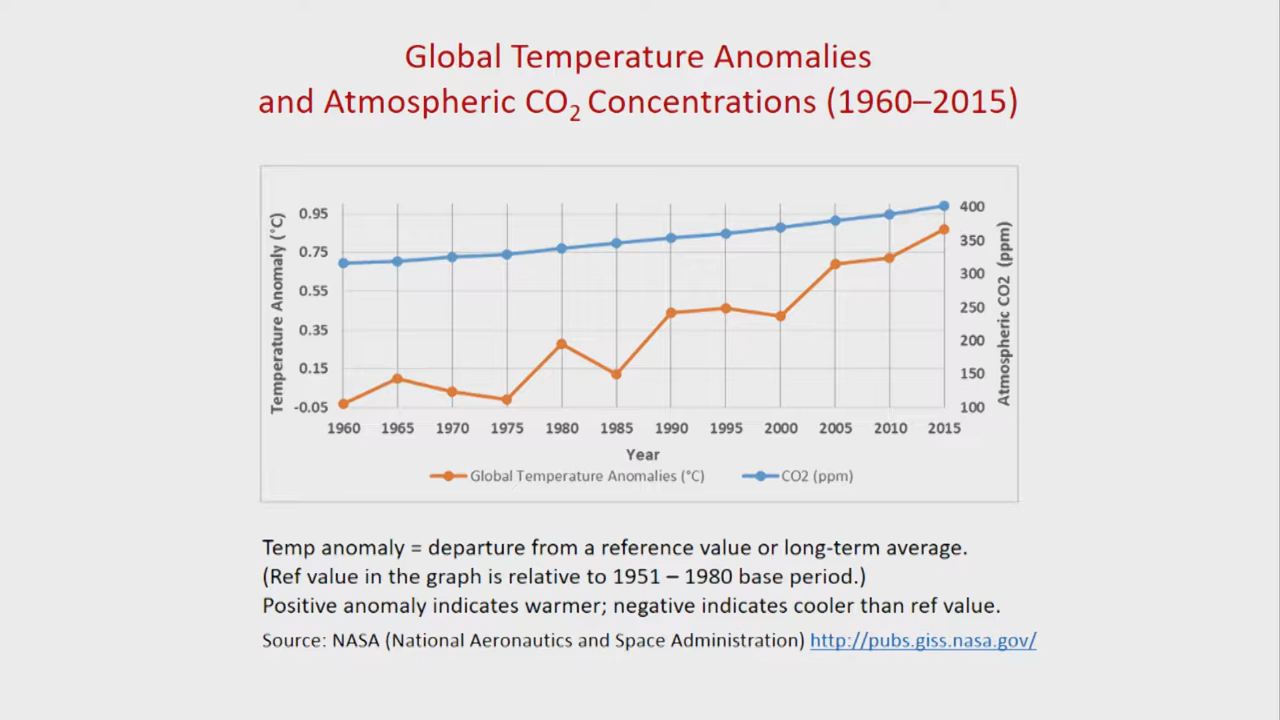 Global Temperature Anomalies
and Atmospheric CO₂ Concentrations (1960–2015)
Temperature Anomaly (°C)
0.95
0.75
0.55
0.35
0.15
-0.05
400
350
300
250
200
150
100
Atmospheric CO2 (ppm)
1960 1965 1970 1975 1980 1985 1990 1995 2000 2005 2010 2015
Year
Global Temperature Anomalies (°C) CO2 (ppm)
Temp anomaly = departure from a reference value or long-term average.
(Ref value in the graph is relative to 1951 – 1980 base period.)
Positive anomaly indicates warmer; negative indicates cooler than ref value.
Source: NASA (National Aeronautics and Space Administration) http://pubs.giss.nasa.gov/